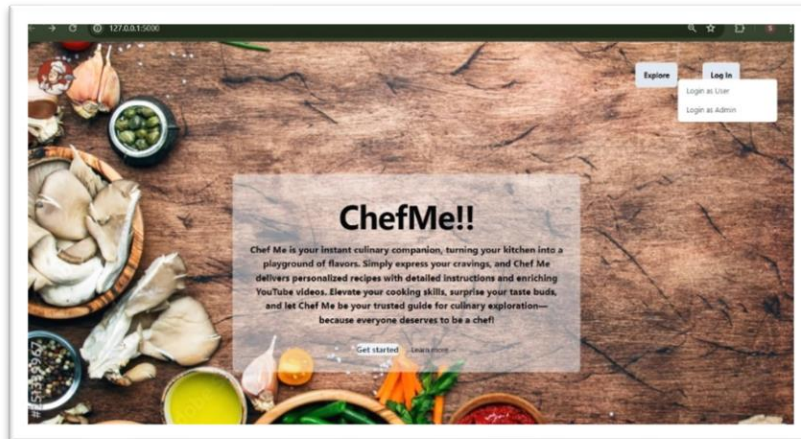 127.0.0.1:5000
Explore
Log In
Login as User
Login as Admin
ChefMe!!
Chef Me is your instant culinary companion, turning your kitchen into a
playground of flavors. Simply express your cravings, and Chef Me
delivers personalized recipes with detailed instructions and enriching
YouTube videos. Elevate your cooking skills, surprise your taste buds,
and let Chef Me be your trusted guide for culinary exploration—
because everyone deserves to be a chef!
Get started
Learn more